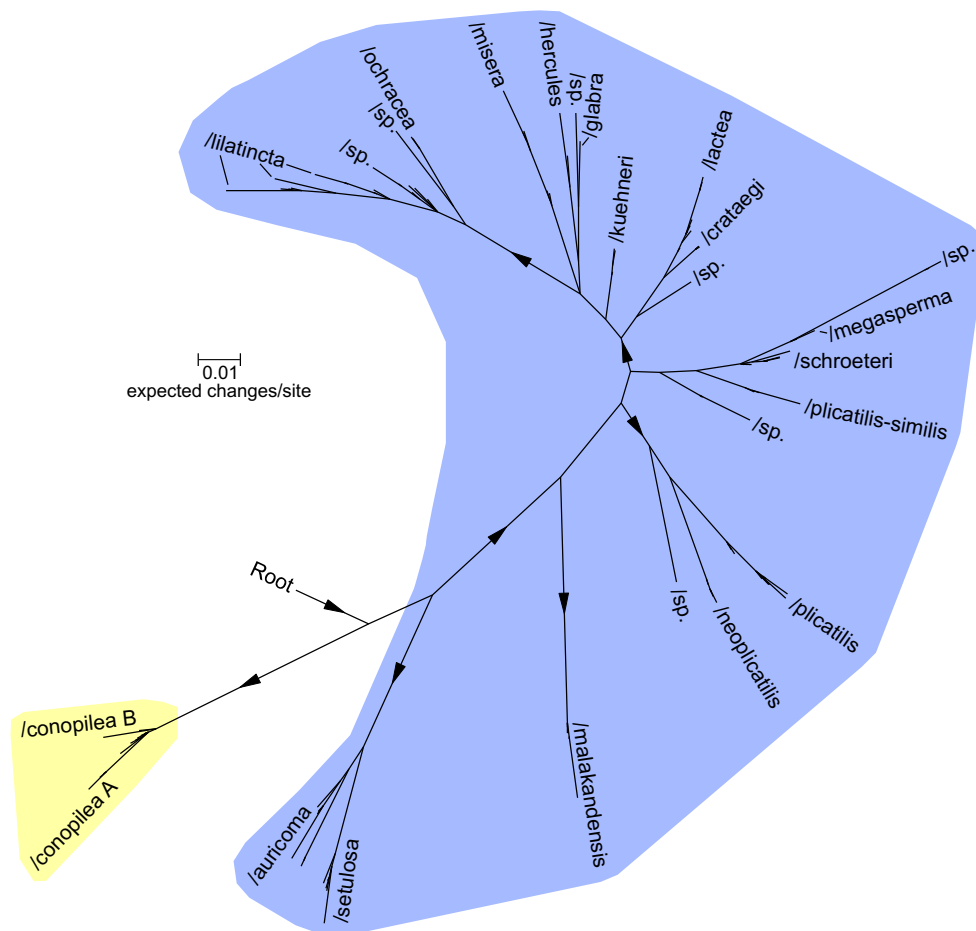 /misera
/hercules
/sp.
/glabra
/ochracea
/sp.
/sp.
/lilatincta
/kuehneri
/lactea
/crataegi
/sp.
/sp.
/megasperma
/schroeteri
/plicatilis-similis
/sp.
0.01
expected changes/site
Root
/sp.
/neoplicatilis
/plicatilis
/malakandensis
/conopilea B
/conopilea A
/auricoma
/setulosa